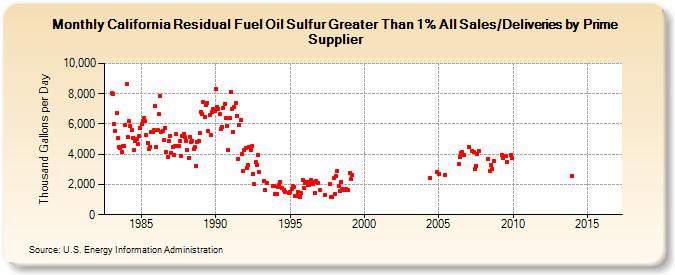 Monthly California Residual Fuel Oil Sulfur Greater Than 1% All Sales/Deliveries by Prime
Supplier
Thousand Gallons per Day
10,000
8,000
6,000
4,000
2,000
0
1985 1990 1995 2000 2005 2010 2015
Source: U.S. Energy Information Administration